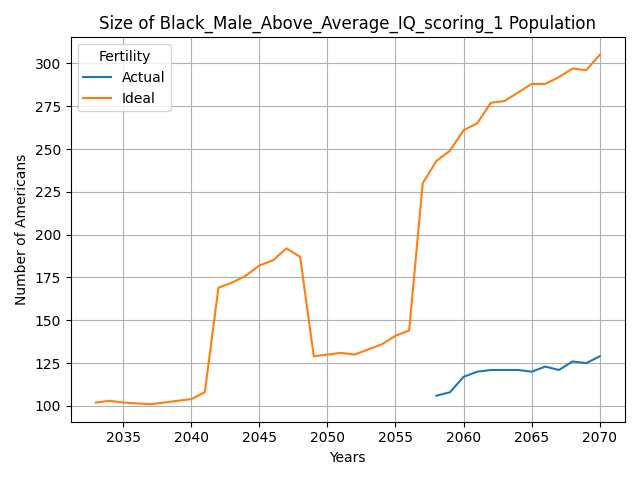 Size of Black_Male_Above_Average_IQ_scoring_1 Population
Fertility
Actual
Ideal
Number of Americans
300
275
250
225
200
175
150
125
100
2035 2040 2045 2050 2055 2060 2065 2070
Years